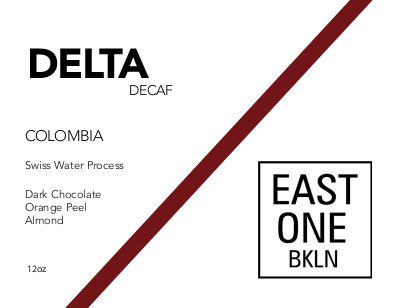 DELTA
DECAF
COLOMBIA
Swiss Water Process
Dark Chocolate
Orange Peel
Almond
12oz
EAST
ONE
BKLN